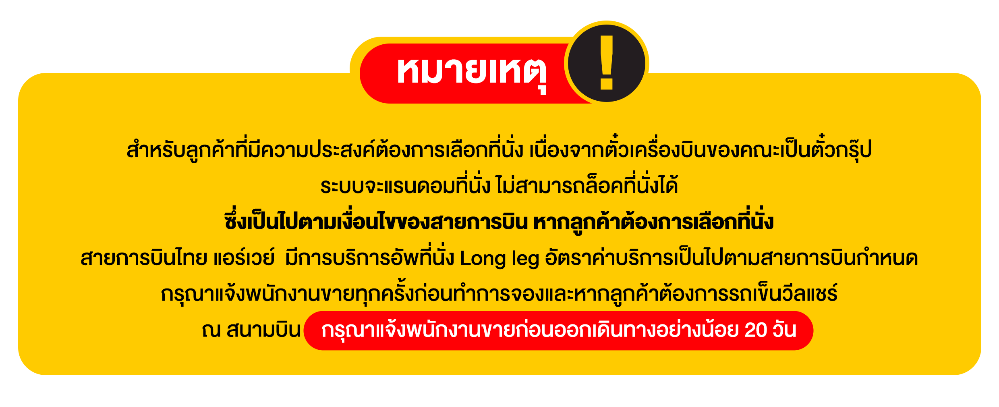 หมายเหตุ !
สำหรับลูกค้าที่มีความประสงค์ต้องการเลือกที่นั่ง เนื่องจากตั๋วเครื่องบินของคณะเป็นตั๋วกรุ๊ป
ระบบจะแรนดอมที่นั่ง ไม่สามารถล็อคที่นั่งได้
ซึ่งเป็นไปตามเงื่อนไขของสายการบิน หากลูกค้าต้องการเลือกที่นั่ง
สายการบินไทย แอร์เวย์ มีการบริการอัพที่นั่ง Long leg อัตราค่าบริการเป็นไปตามสายการบินกำหนด
กรุณาแจ้งพนักงานขายทุกครั้งก่อนทำการจองและหากลูกค้าต้องการรถเข็นวีลแชร์
ณ สนามบิน กรุณาแจ้งพนักงานขายก่อนออกเดินทางอย่างน้อย 20 วัน